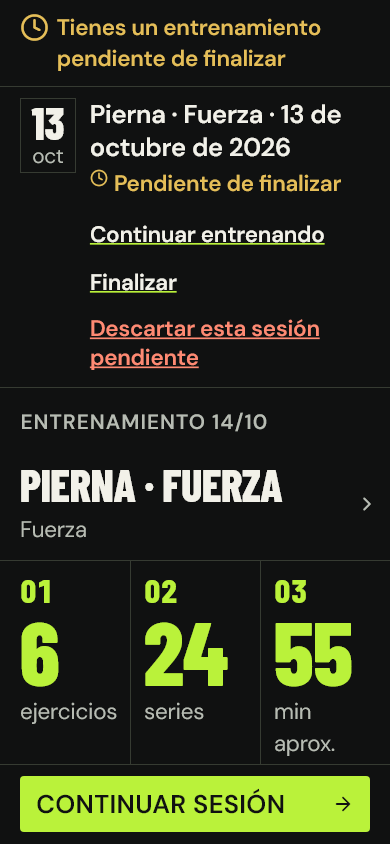 Tienes un entrenamiento
pendiente de finalizar
13
oct
Pierna · Fuerza · 13 de
octubre de 2026
Pendiente de finalizar
Continuar entrenando
Finalizar
Descartar esta sesión
pendiente
ENTRENAMIENTO 14/10
PIERNA · FUERZA
Fuerza
01
6
ejercicios
02
24
series
03
55
min
aprox.
CONTINUAR SESIÓN